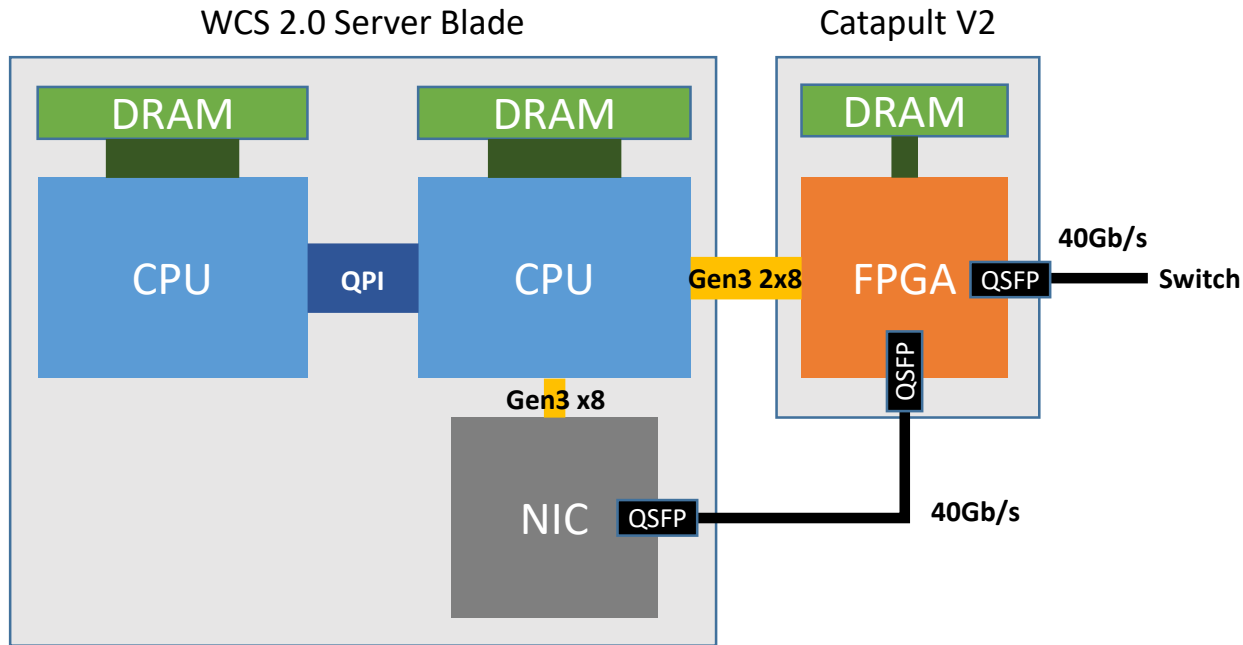 WCS 2.0 Server Blade
Catapult V2
DRAM
DRAM
DRAM
CPU
QPI
CPU
Gen3 2x8
FPGA
QSFP
40Gb/s
Switch
QSFP
Gen3 x8
NIC
QSFP
40Gb/s